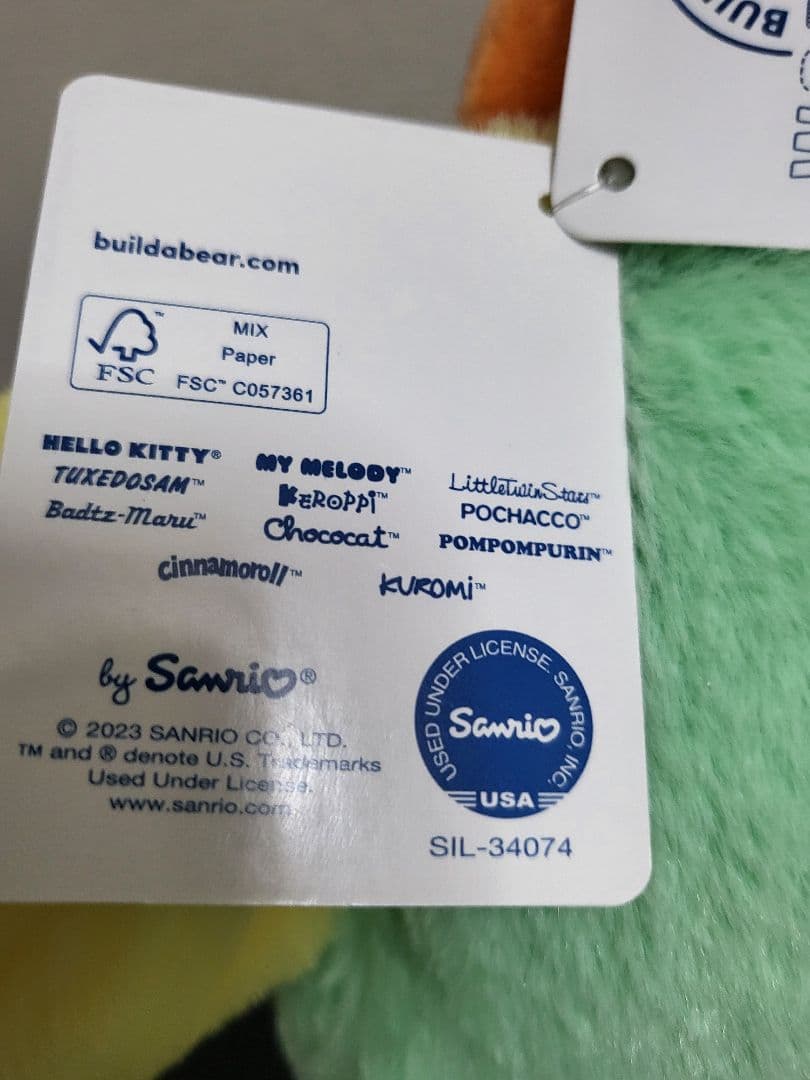 BUI
buildabear.com
FSC™
MIX
Paper
FSC™ C057361
HELLO KITTY®
MY MELODY™
LittleTwinStars™
TUXEDOSAM™
KEROPPi™
POCHACCO™
Badtz-Maru™
Chococat™
POMPOMPURIN™
cinnamoroll™
KUROMi™
by Sanrio®
© 2023 SANRIO CO., LTD.
TM and ® denote U.S. Trademarks
Used Under License.
www.sanrio.com
USED UNDER LICENSE. SANRIO, INC.
Sanrio
USA
SIL-34074